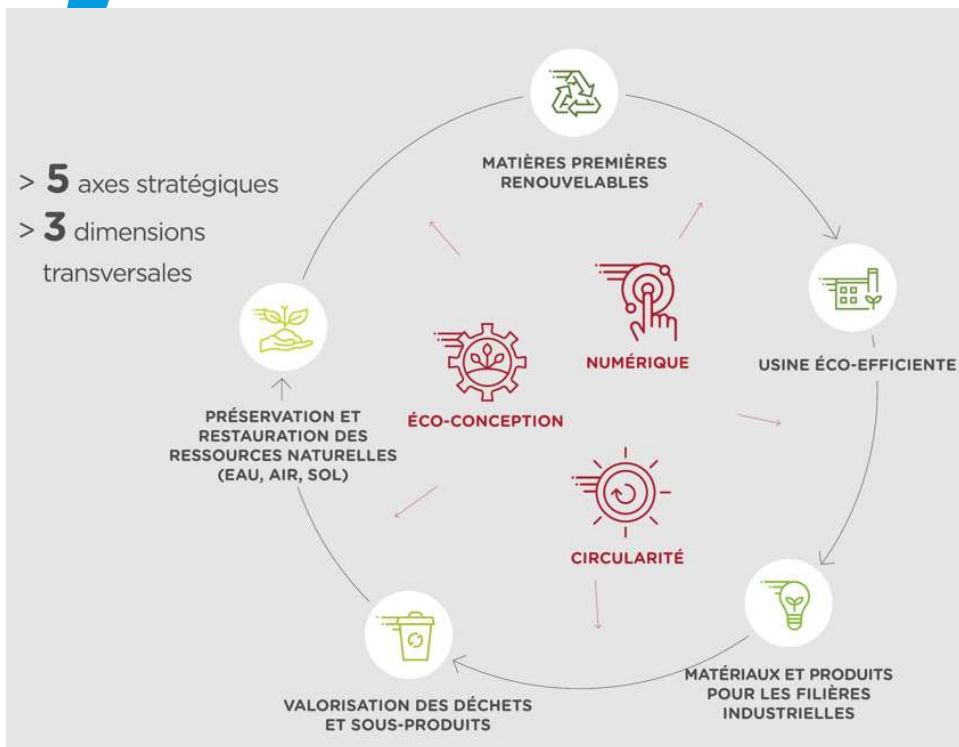 > 5 axes stratégiques
> 3 dimensions
transversales
MATIÈRES PREMIÈRES
RENOUVELABLES
USINE ÉCO-EFFICIENTE
MATÉRIAUX ET PRODUITS
POUR LES FILIÈRES
INDUSTRIELLES
VALORISATION DES DÉCHETS
ET SOUS-PRODUITS
PRÉSERVATION ET
RESTAURATION DES
RESSOURCES NATURELLES
(EAU, AIR, SOL)
NUMÉRIQUE
ÉCO-CONCEPTION
CIRCULARITÉ